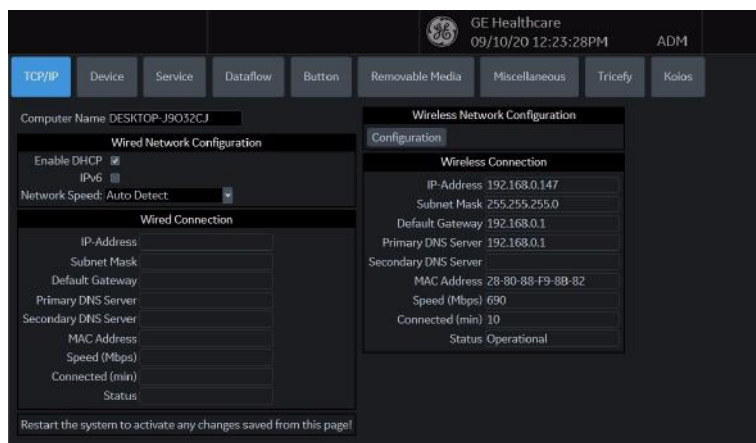 GE Healthcare
09/10/20 12:23:28PM ADM
TCP/IP Device Service Dataflow Button Removable Media Miscellaneous Tricefy Koios
Computer Name DESKTOP-J9O32CJ
Wired Network Configuration
Enable DHCP
IPv6
Network Speed: Auto Detect
Wired Connection
IP-Address
Subnet Mask
Default Gateway
Primary DNS Server
Secondary DNS Server
MAC Address
Speed (Mbps)
Connected (min)
Status
Restart the system to activate any changes saved from this page!
Wireless Network Configuration
Configuration
Wireless Connection
IP-Address 192.168.0.147
Subnet Mask 255.255.255.0
Default Gateway 192.168.0.1
Primary DNS Server 192.168.0.1
Secondary DNS Server
MAC Address 28-80-88-F9-8B-82
Speed (Mbps) 690
Connected (min) 10
Status Operational